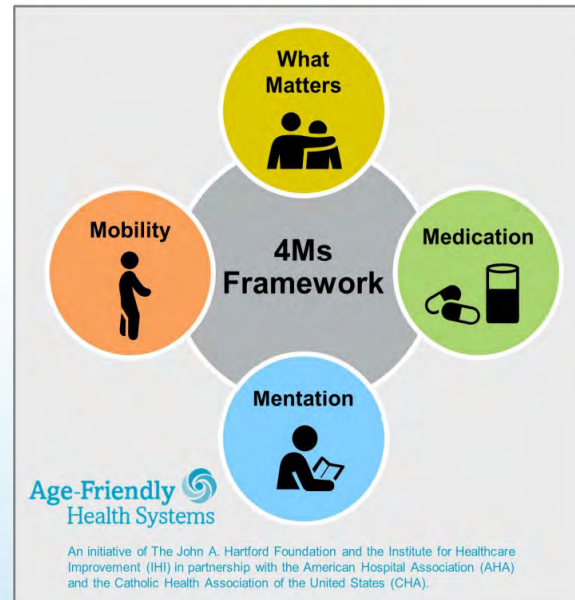 What
Matters
Mobility
4Ms
Framework
Medication
Mentation
Age-Friendly
Health Systems
An initiative of The John A. Hartford Foundation and the Institute for Healthcare
Improvement (IHI) in partnership with the American Hospital Association (AHA)
and the Catholic Health Association of the United States (CHA).